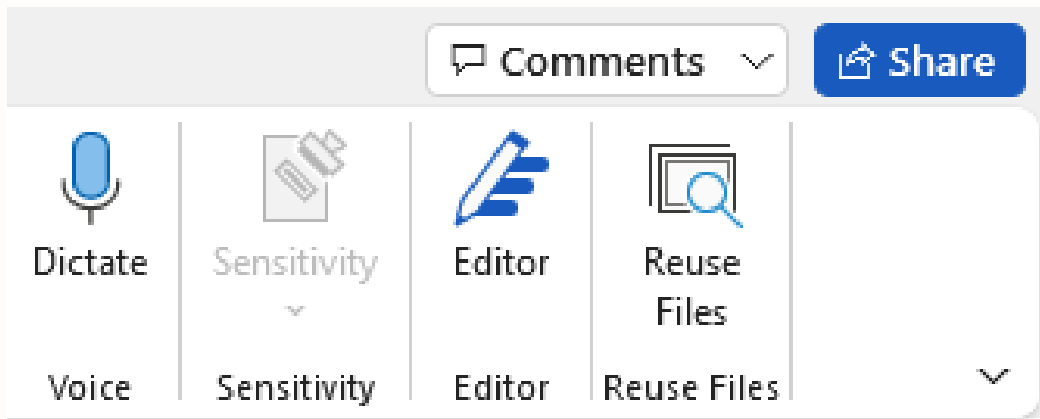 Comments
Share
Dictate
Sensitivity
Editor
Reuse
Files
Voice
Sensitivity
Editor
Reuse Files